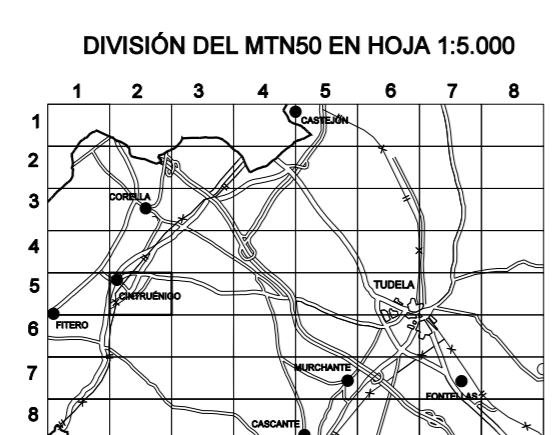 DIVISIÓN DEL MTN50 EN HOJA 1:5.000
1 2 3 4 5 6 7 8
1
CASTEJÓN
2
3
CORELLA
4
5
TUDELA
CINTRUÉNIGO
6
FITERO
7
MURCHANTE
FONTELLAS
8
CASCANTE